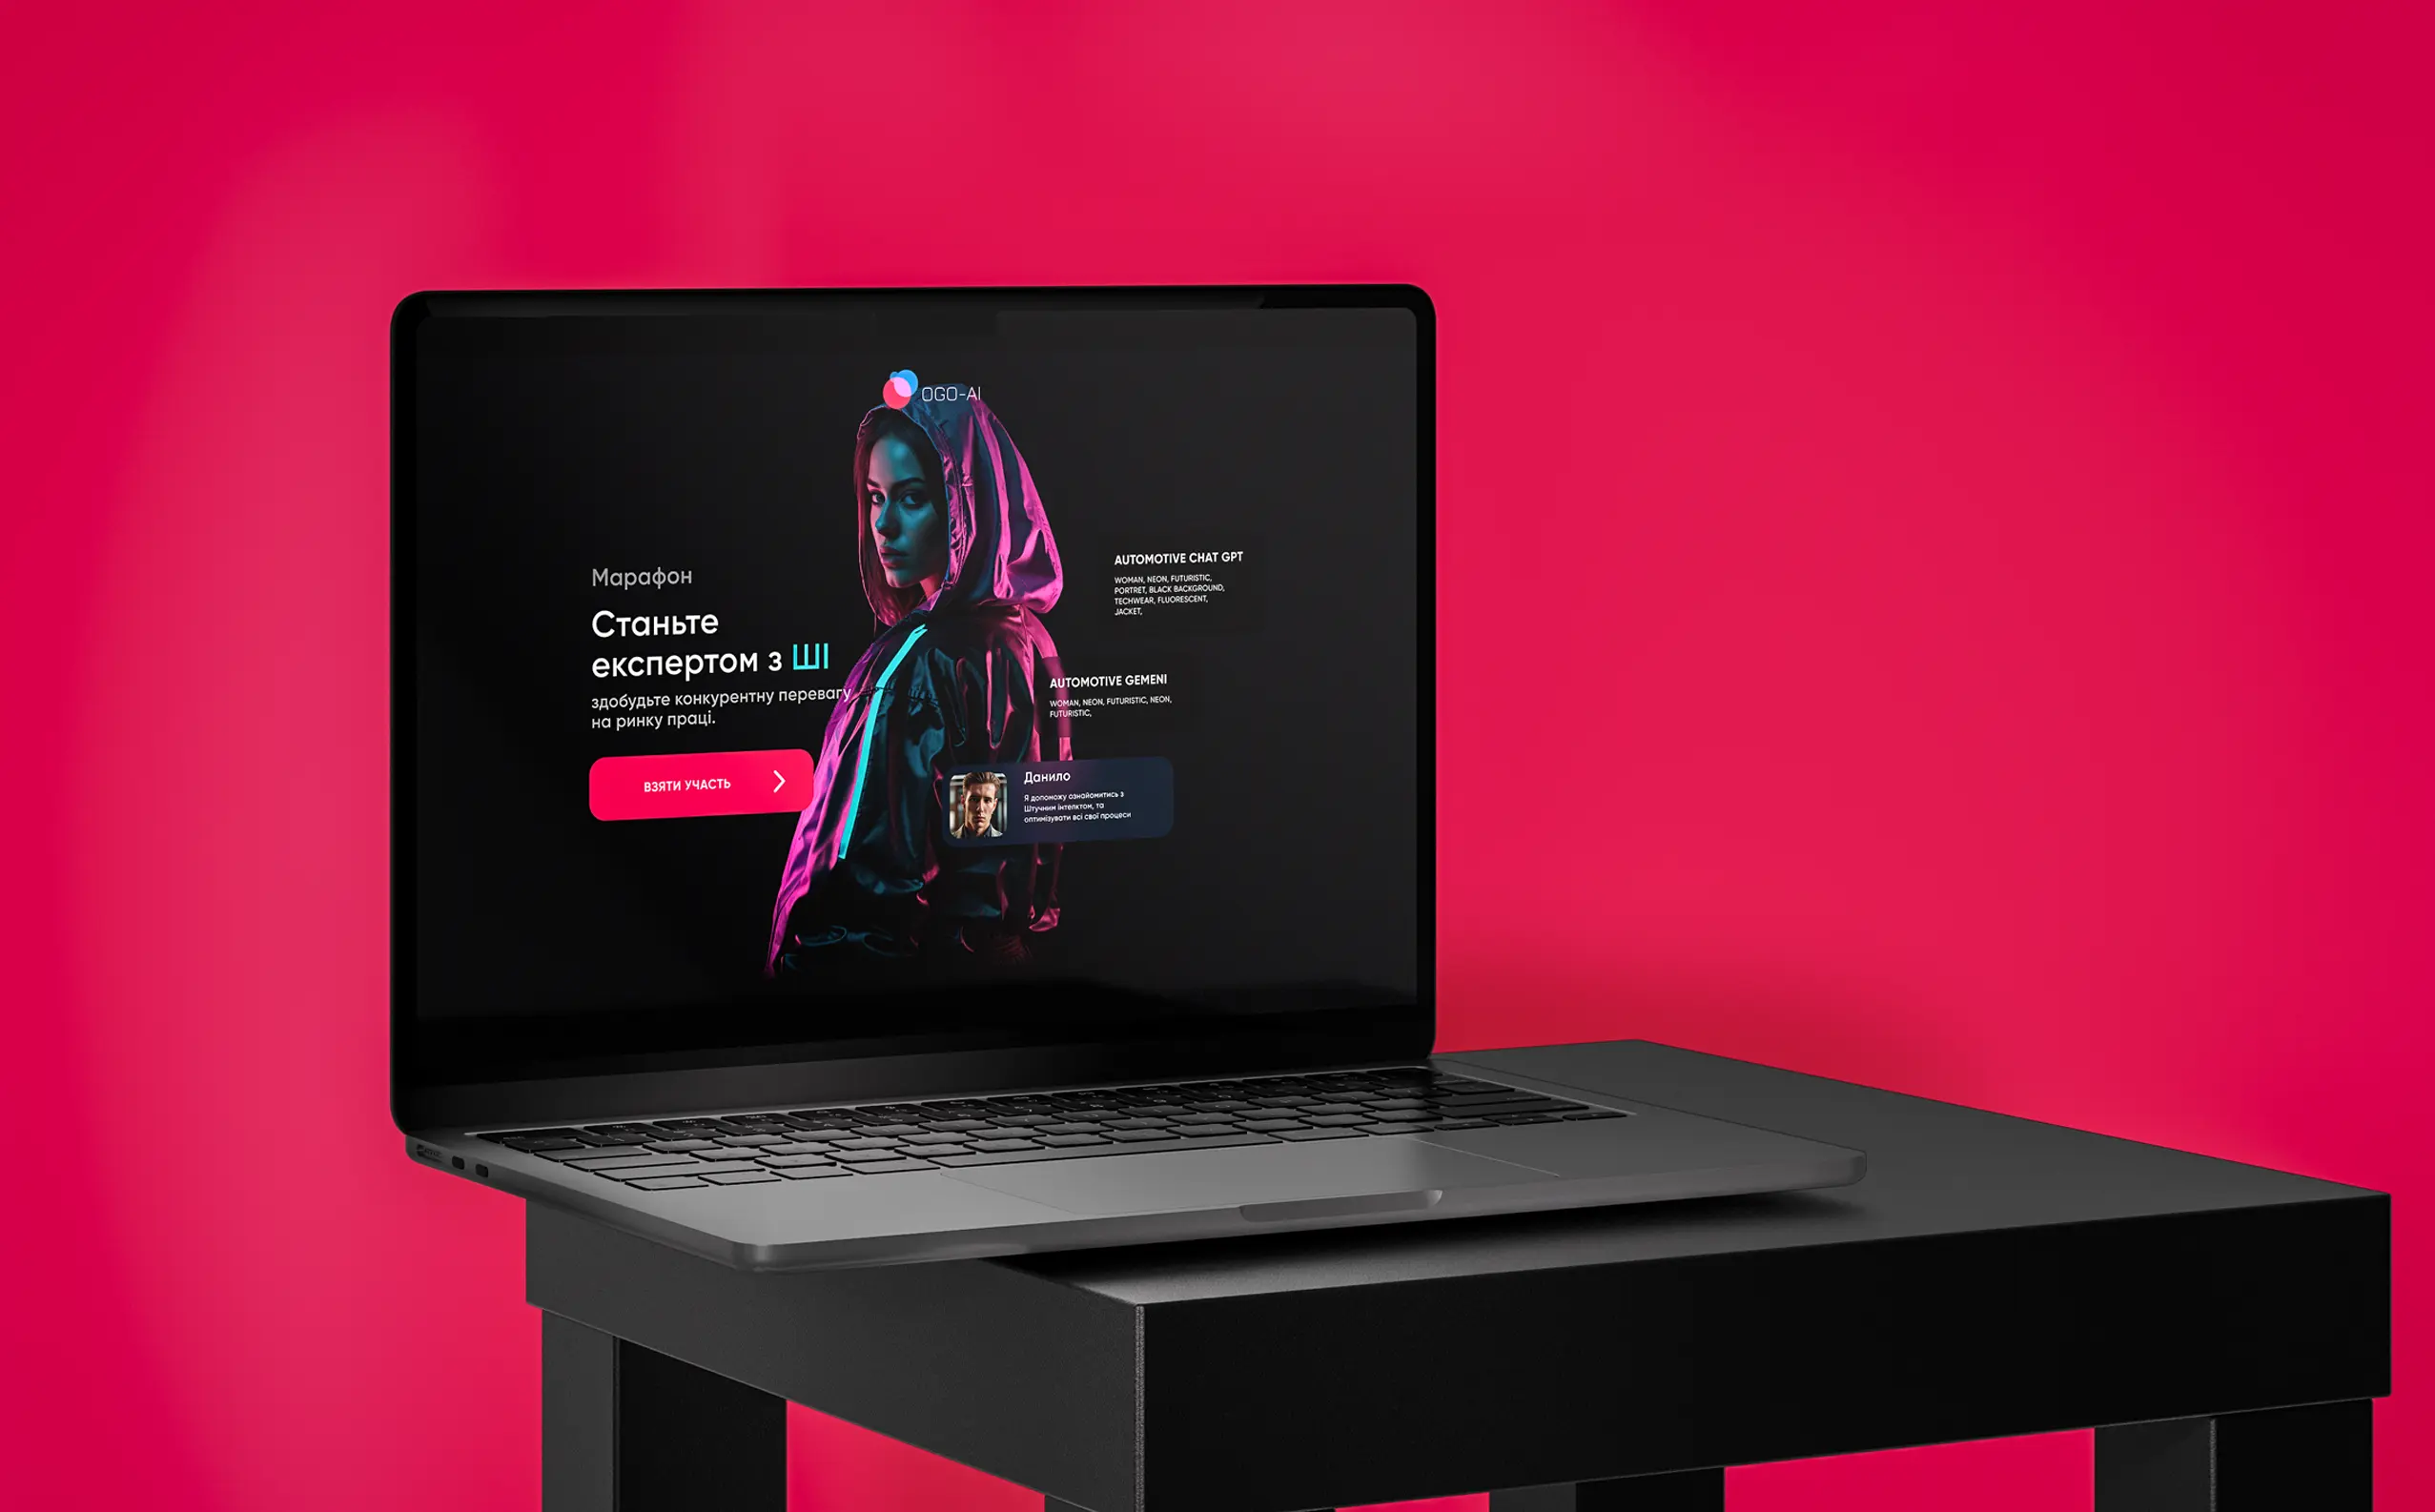 OGO-AI
Марафон
Станьте
експертом з ШІ
здобудьте конкурентну перевагу
на ринку праці.
ВЗЯТИ УЧАСТЬ
AUTOMOTIVE CHAT GPT
WOMAN, NEON, FUTURISTIC,
PORTRET, BLACK BACKGROUND,
TECHWEAR, FLUORESCENT,
JACKET,
AUTOMOTIVE GEMENI
WOMAN, NEON, FUTURISTIC, NEON,
FUTURISTIC,
Данило
Я допоможу ознайомитись з
Штучним інтелктом, та
оптимізувати всі свої процеси